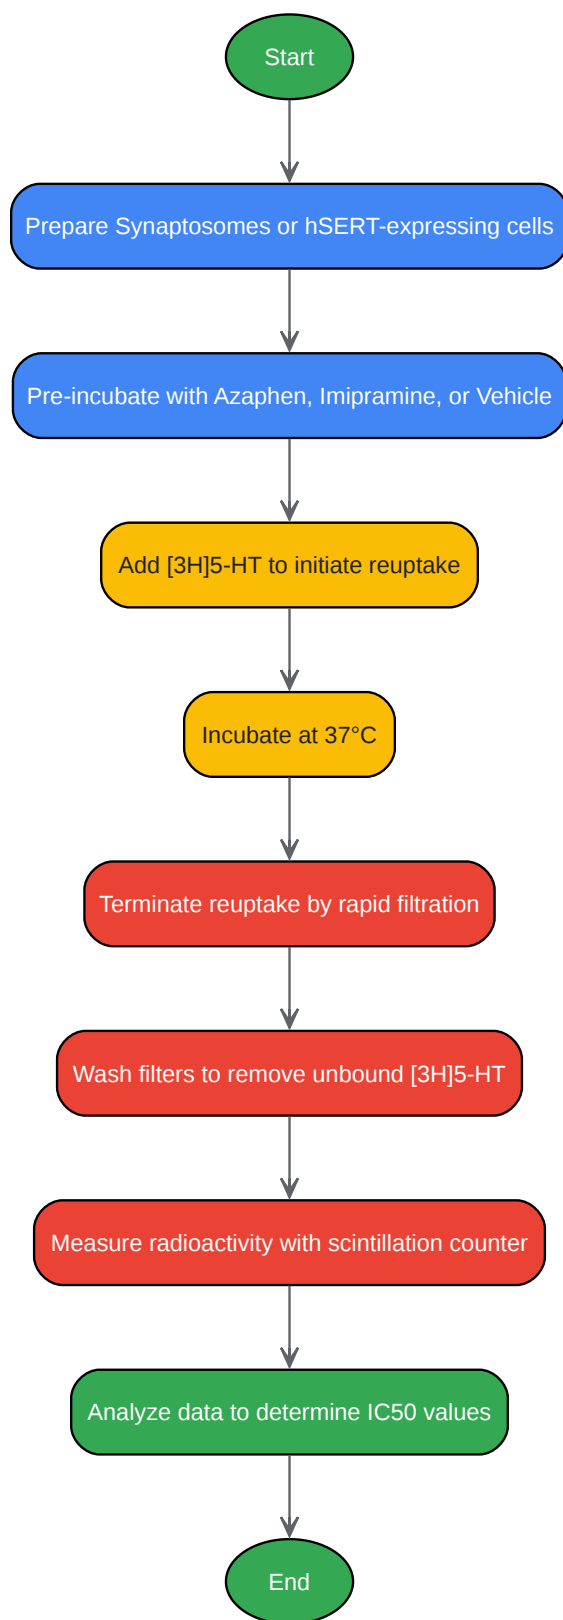 Start
Prepare Synaptosomes or hSERT-expressing cells
Pre-incubate with Azaphen, Imipramine, or Vehicle
Add [3H]5-HT to initiate reuptake
Incubate at 37°C
Terminate reuptake by rapid filtration
Wash filters to remove unbound [3H]5-HT
Measure radioactivity with scintillation counter
Analyze data to determine IC50 values
End